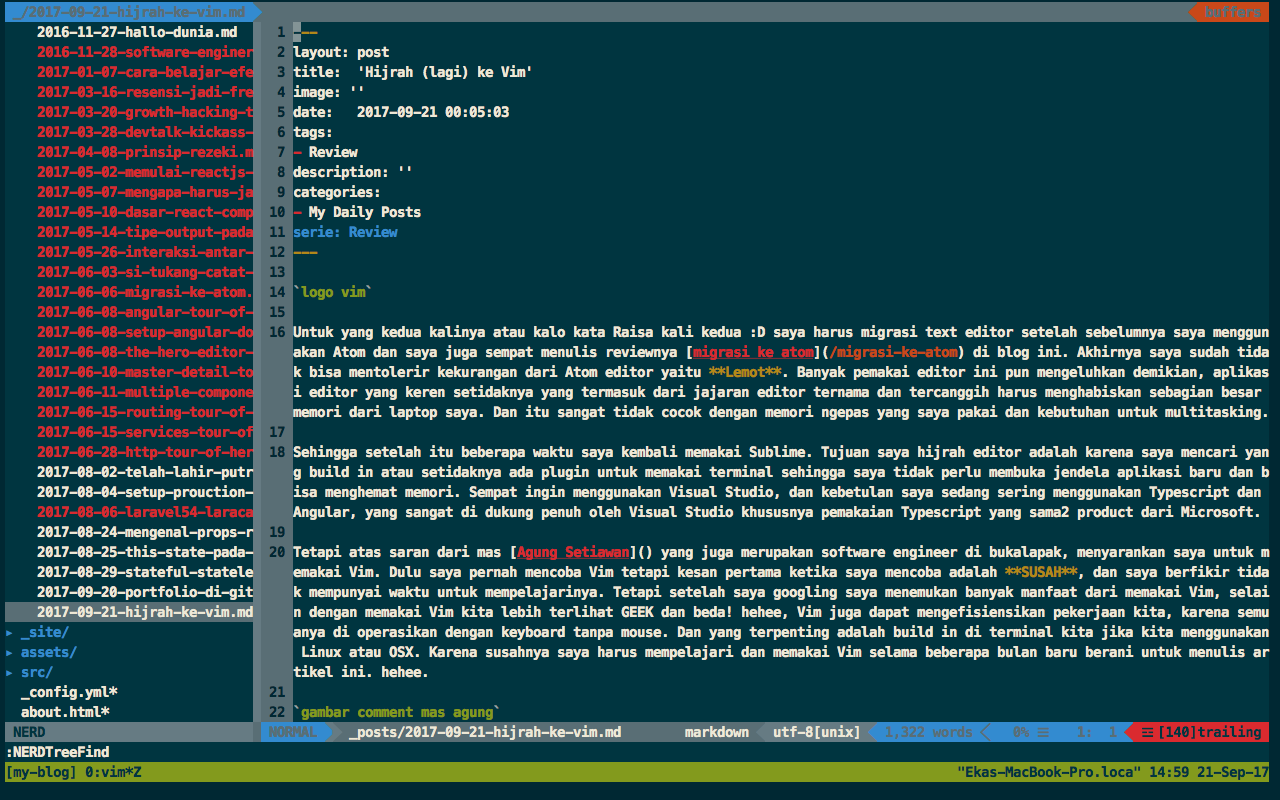 _/2017-09-21-hijrah-ke-vim.md buffers
2016-11-27-hallo-dunia.md
2016-11-28-software-enginer
2017-01-07-cara-belajar-efe
2017-03-16-resensi-jadi-fre
2017-03-20-growth-hacking-t
2017-03-28-devtalk-kickass-
2017-04-08-prinsip-rezeki.m
2017-05-02-memulai-reactjs-
2017-05-07-mengapa-harus-ja
2017-05-10-dasar-react-comp
2017-05-14-tipe-output-pada
2017-05-26-interaksi-antar-
2017-06-03-si-tukang-catat-
2017-06-06-migrasi-ke-atom.
2017-06-08-angular-tour-of-
2017-06-08-setup-angular-do
2017-06-08-the-hero-editor-
2017-06-10-master-detail-to
2017-06-11-multiple-compone
2017-06-15-routing-tour-of-
2017-06-15-services-tour-of
2017-06-28-http-tour-of-her
2017-08-02-telah-lahir-putr
2017-08-04-setup-prouction-
2017-08-06-laravel54-laraca
2017-08-24-mengenal-props-r
2017-08-25-this-state-pada-
2017-08-29-stateful-statele
2017-09-20-portfolio-di-git
2017-09-21-hijrah-ke-vim.md
▸ _site/
▸ assets/
▸ src/
_config.yml*
about.html*
NERD
1 ---
2 layout: post
3 title:  'Hijrah (lagi) ke Vim'
4 image: ''
5 date:   2017-09-21 00:05:03
6 tags:
7 - Review
8 description: ''
9 categories:
10 - My Daily Posts
11 serie: Review
12 ---
13
14 `logo vim`
15
16 Untuk yang kedua kalinya atau kalo kata Raisa kali kedua :D saya harus migrasi text editor setelah sebelumnya saya menggun
akan Atom dan saya juga sempat menulis reviewnya [migrasi ke atom](/migrasi-ke-atom) di blog ini. Akhirnya saya sudah tida
k bisa mentolerir kekurangan dari Atom editor yaitu **Lemot**. Banyak pemakai editor ini pun mengeluhkan demikian, aplikas
i editor yang keren setidaknya yang termasuk dari jajaran editor ternama dan tercanggih harus menghabiskan sebagian besar
memori dari laptop saya. Dan itu sangat tidak cocok dengan memori ngepas yang saya pakai dan kebutuhan untuk multitasking.
17
18 Sehingga setelah itu beberapa waktu saya kembali memakai Sublime. Tujuan saya hijrah editor adalah karena saya mencari yan
g build in atau setidaknya ada plugin untuk memakai terminal sehingga saya tidak perlu membuka jendela aplikasi baru dan b
isa menghemat memori. Sempat ingin menggunakan Visual Studio, dan kebetulan saya sedang sering menggunakan Typescript dan
Angular, yang sangat di dukung penuh oleh Visual Studio khususnya pemakaian Typescript yang sama2 product dari Microsoft.
19
20 Tetapi atas saran dari mas [Agung Setiawan]() yang juga merupakan software engineer di bukalapak, menyarankan saya untuk m
emakai Vim. Dulu saya pernah mencoba Vim tetapi kesan pertama ketika saya mencoba adalah **SUSAH**, dan saya berfikir tida
k mempunyai waktu untuk mempelajarinya. Tetapi setelah saya googling saya menemukan banyak manfaat dari memakai Vim, selai
n dengan memakai Vim kita lebih terlihat GEEK dan beda! hehee, Vim juga dapat mengefisiensikan pekerjaan kita, karena semu
anya di operasikan dengan keyboard tanpa mouse. Dan yang terpenting adalah build in di terminal kita jika kita menggunakan
Linux atau OSX. Karena susahnya saya harus mempelajari dan memakai Vim selama beberapa bulan baru berani untuk menulis ar
tikel ini. hehee.
21
22 `gambar comment mas agung`
NORMAL _posts/2017-09-21-hijrah-ke-vim.md markdown utf-8[unix] 1,322 words 0% ☰ 1: 1 ☲ [140]trailing
:NERDTreeFind
[my-blog] 0:vim*Z "Ekas-MacBook-Pro.loca" 14:59 21-Sep-17